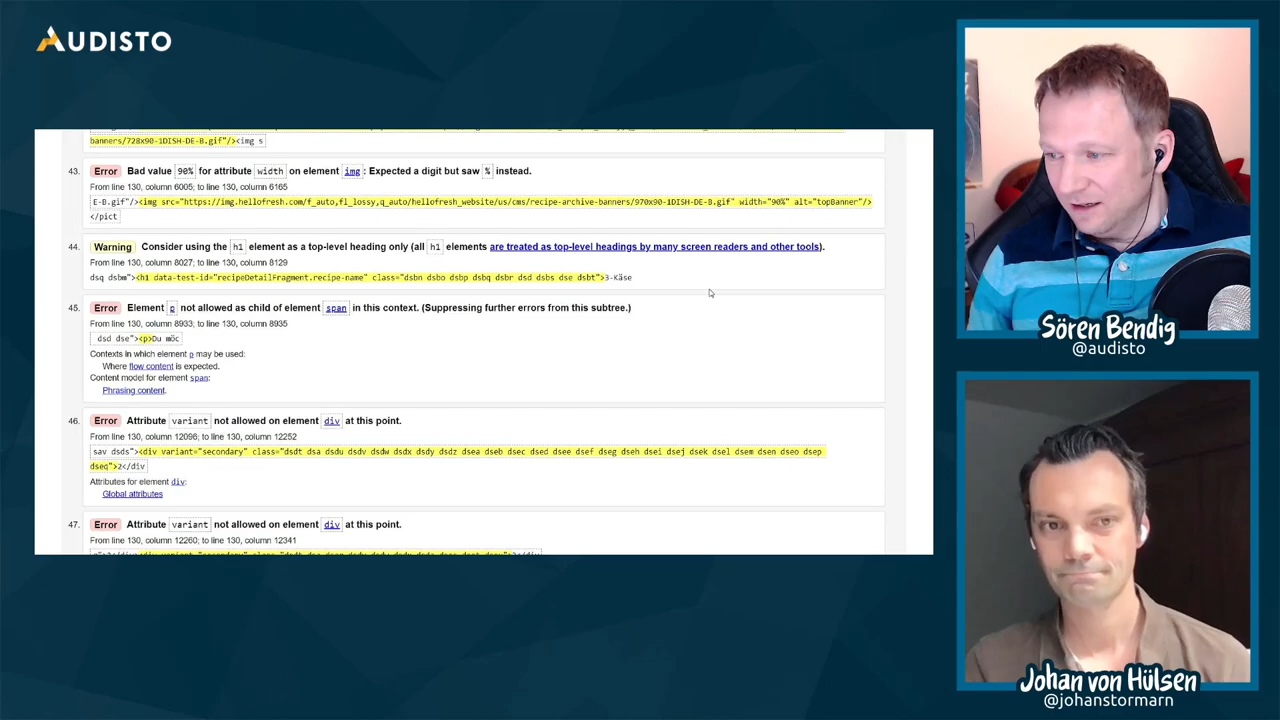 AUDISTO
banners/728x90-1DISH-DE-B.gif"/><img s
43. Error Bad value 90% for attribute width on element img: Expected a digit but saw % instead.
From line 130, column 6005; to line 130, column 6165
E-B.gif"/><img src="https://img.hellofresh.com/f_auto,fl_lossy,q_auto/hellofresh_website/us/cms/recipe-archive-banners/970x90-1DISH-DE-B.gif" width="90%" alt="topBanner"/>
</pict
44. Warning Consider using the h1 element as a top-level heading only (all h1 elements are treated as top-level headings by many screen readers and other tools).
From line 130, column 8027; to line 130, column 8129
dsq dsbm"><h1 data-test-id="recipeDetailFragment.recipe-name" class="dsbn dsbo dsbp dsbq dsbr dsd dsbs dse dsbt">3-Käse
45. Error Element p not allowed as child of element span in this context. (Suppressing further errors from this subtree.)
From line 130, column 8933; to line 130, column 8935
dsd dse"><p>Du möc
Contexts in which element p may be used:
Where flow content is expected.
Content model for element span:
Phrasing content.
46. Error Attribute variant not allowed on element div at this point.
From line 130, column 12096; to line 130, column 12252
sav dsds"><div variant="secondary" class="dsdt dsa dsdu dsdv dsdw dsdx dsdy dsdz dsea dseb dsec dsed dsee dsef dseg dseh dsei dsej dsek dsel dsem dsen dseo dsep
dseq">2</div
Attributes for element div:
Global attributes
47. Error Attribute variant not allowed on element div at this point.
From line 130, column 12260; to line 130, column 12341
Sören Bendig
@audisto
Johan von Hülsen
@johanstormarn